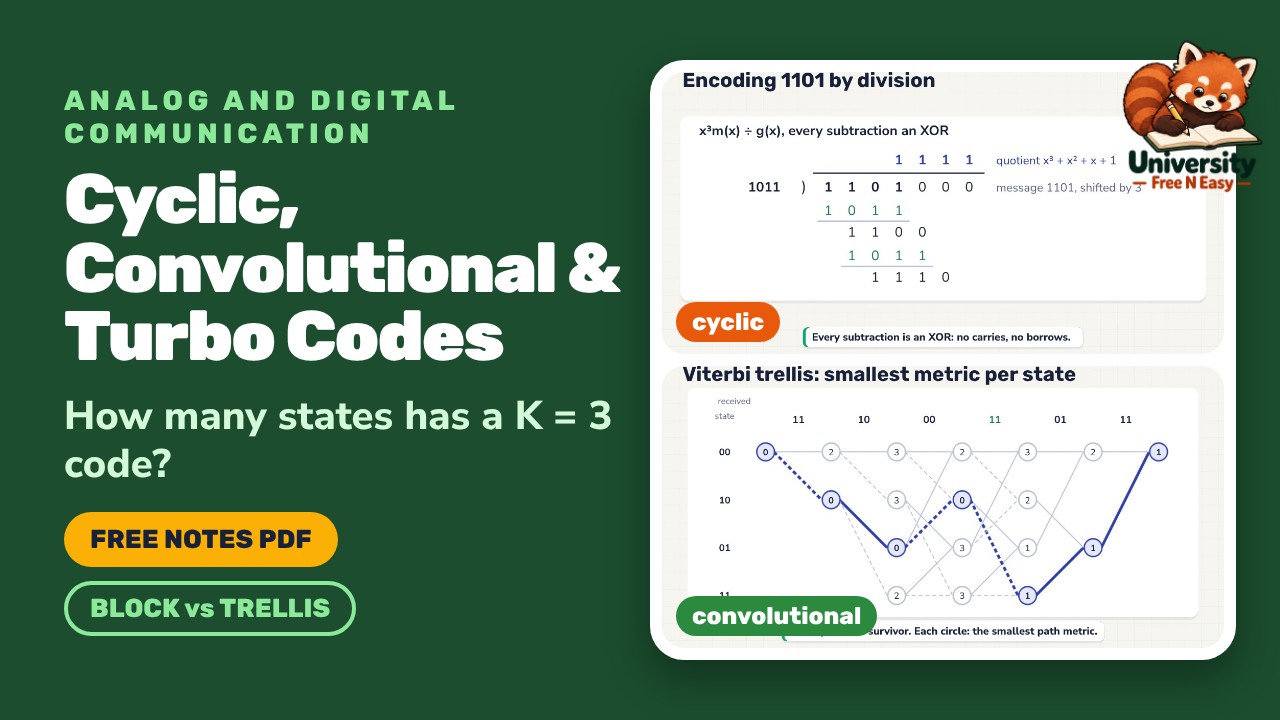 ANALOG AND DIGITAL
COMMUNICATION
Cyclic,
Convolutional &
Turbo Codes
How many states has a K = 3
code?
FREE NOTES PDF
BLOCK vs TRELLIS
Encoding 1101 by division
x³m(x) ÷ g(x), every subtraction an XOR
1 1 1 1 quotient x³ + x² + x + 1
1011 ) 1 1 0 1 0 0 0 message 1101, shifted by 3
1 0 1 1
1 1 0 0
1 0 1 1
1 1 1 0
cyclic
Every subtraction is an XOR: no carries, no borrows.
University
Free N Easy
Viterbi trellis: smallest metric per state
received
state
11 10 00 11 01 11
00 0 2 3 2 3 2 1
10 0 3 0 2
01 0 3 1 1
11 2 3 1
convolutional
survivor. Each circle: the smallest path metric.